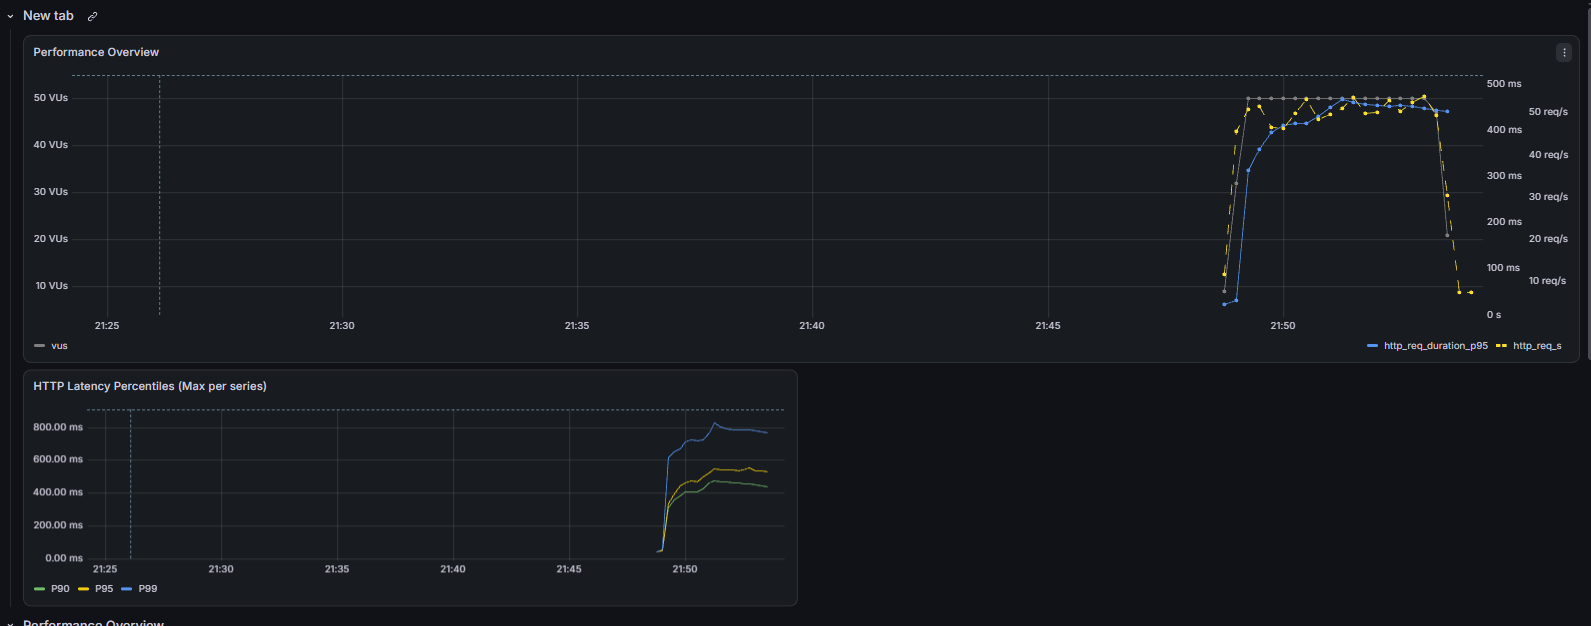 New tab
Performance Overview
50 VUs
40 VUs
30 VUs
20 VUs
10 VUs
500 ms
400 ms
300 ms
200 ms
100 ms
0 s
50 req/s
40 req/s
30 req/s
20 req/s
10 req/s
21:25 21:30 21:35 21:40 21:45 21:50
vus http_req_duration_p95 http_req_s
HTTP Latency Percentiles (Max per series)
800.00 ms
600.00 ms
400.00 ms
200.00 ms
0.00 ms
21:25 21:30 21:35 21:40 21:45 21:50
P90 P95 P99
Performance Overview